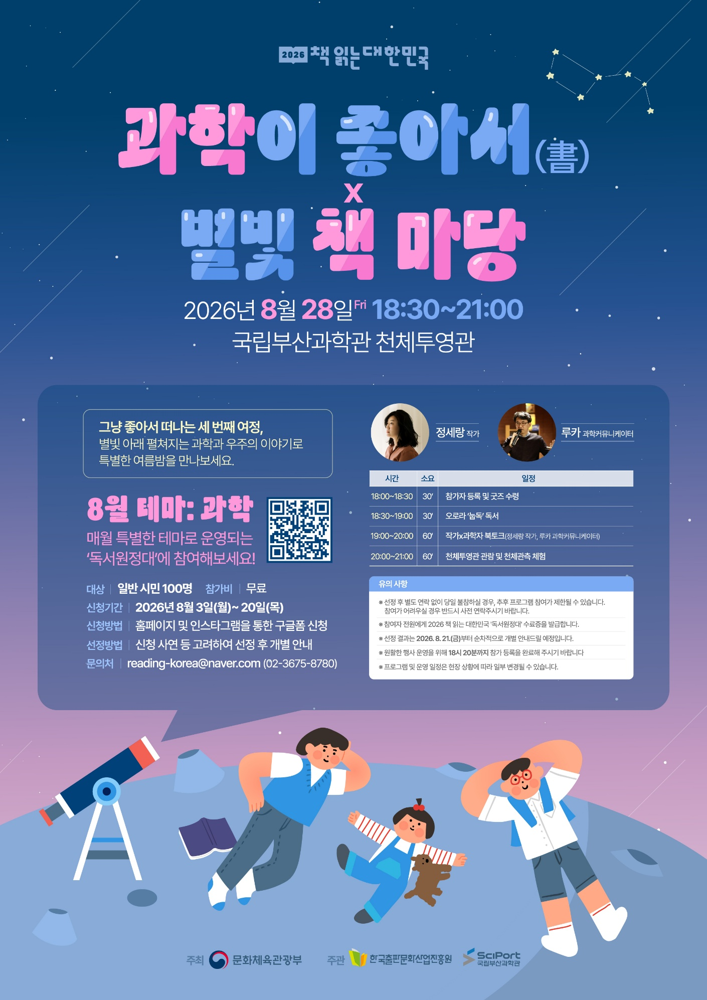 2026 책 읽는 대한민국
과학이 좋아서(書)
x
별빛 책 마당
2026년 8월 28일 Fri 18:30~21:00
국립부산과학관 천체투영관
그냥 좋아서 떠나는 세 번째 여정,
별빛 아래 펼쳐지는 과학과 우주의 이야기로
특별한 여름밤을 만나보세요.
8월 테마: 과학
매월 특별한 테마로 운영되는
‘독서원정대’에 참여해보세요!
대상 | 일반 시민 100명 참가비 | 무료
신청기간 | 2026년 8월 3일(월)~ 20일(목)
신청방법 | 홈페이지 및 인스타그램을 통한 구글폼 신청
선정방법 | 신청 사연 등 고려하여 선정 후 개별 안내
문의처 | reading-korea@naver.com (02-3675-8780)
정세랑 작가
루카 과학커뮤니케이터
시간 소요 일정
18:00~18:30 30′ 참가자 등록 및 굿즈 수령
18:30~19:00 30′ 오로라 ‘눕독’ 독서
19:00~20:00 60′ 작가x과학자 북토크(정세랑 작가, 루카 과학커뮤니케이터)
20:00~21:00 60′ 천체투영관 관람 및 천체관측 체험
유의 사항
※ 선정 후 별도 연락 없이 당일 불참하실 경우, 추후 프로그램 참여가 제한될 수 있습니다.
참여가 어려우실 경우 반드시 사전 연락주시기 바랍니다.
※ 참여자 전원에게 2026 책 읽는 대한민국 '독서원정대' 수료증을 발급합니다.
※ 선정 결과는 2026. 8. 21.(금)부터 순차적으로 개별 안내드릴 예정입니다.
※ 원활한 행사 운영을 위해 18시 20분까지 참가 등록을 완료해 주시기 바랍니다
※ 프로그램 및 운영 일정은 현장 상황에 따라 일부 변경될 수 있습니다.
주최 문화체육관광부 주관 한국출판문화산업진흥원 SciPort
국립부산과학관